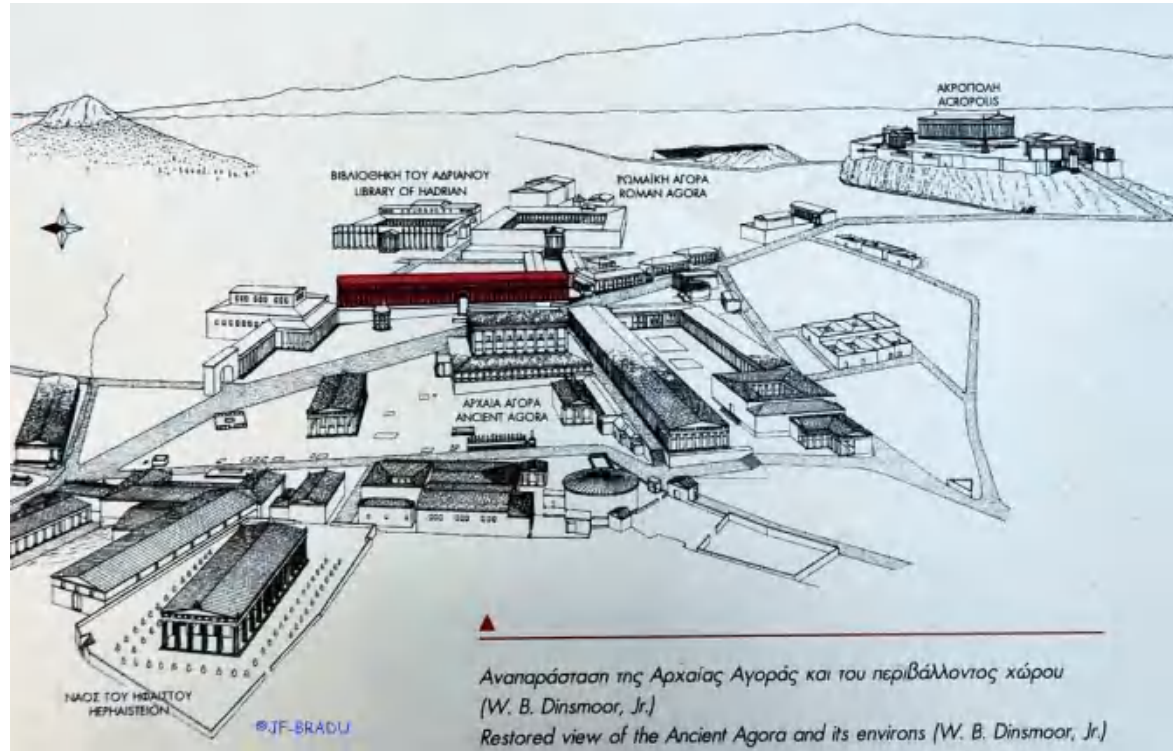 ΑΚΡΟΠΟΛΗ
ACROPOLIS
ΒΙΒΛΙΟΘΗΚΗ ΤΟΥ ΑΔΡΙΑΝΟΥ
LIBRARY OF HADRIAN
ΡΩΜΑΪΚΗ ΑΓΟΡΑ
ROMAN AGORA
ΑΡΧΑΙΑ ΑΓΟΡΑ
ANCIENT AGORA
ΝΑΟΣ ΤΟΥ ΗΦΑΙΣΤΟΥ
HEPHAISTEION
©JF-BRADU
Αναπαράσταση της Αρχαίας Αγοράς και του περιβάλλοντος χώρου
(W. B. Dinsmoor, Jr.)
Restored view of the Ancient Agora and its environs (W. B. Dinsmoor, Jr.)